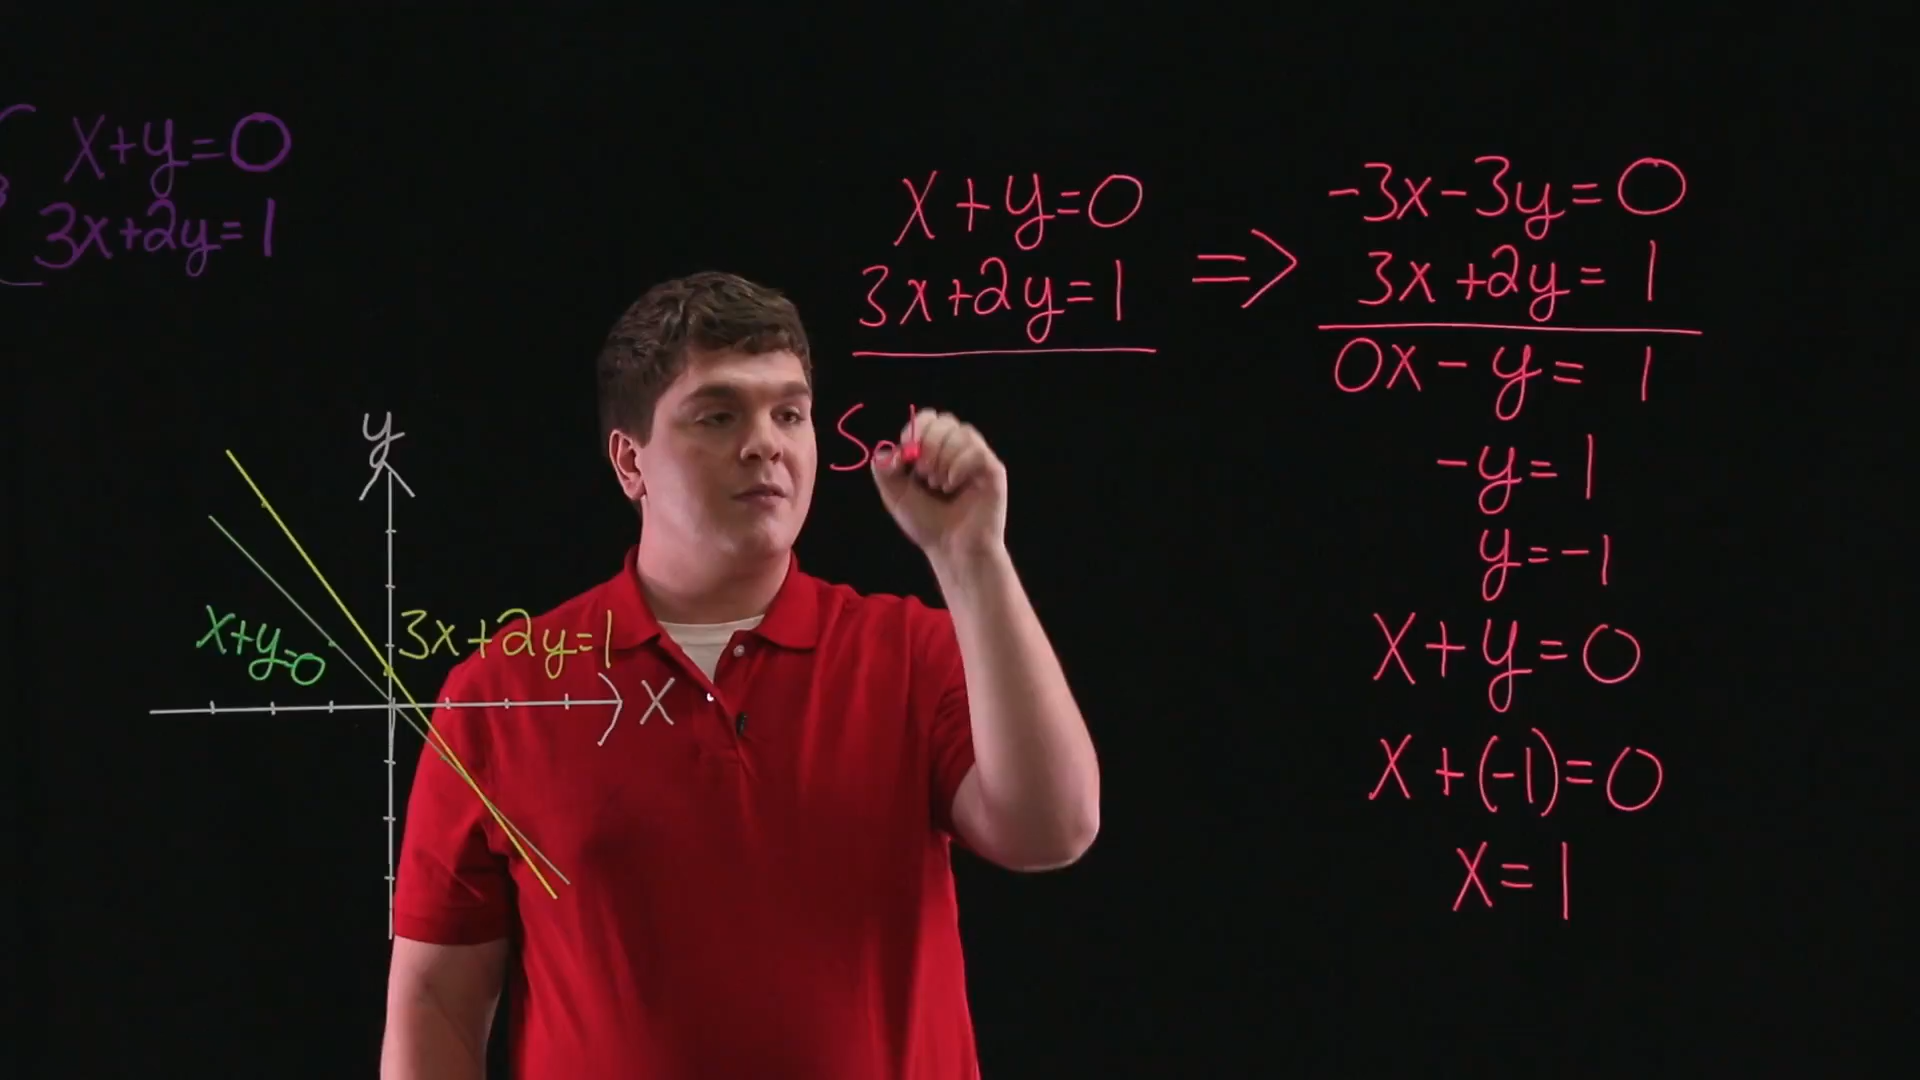 x+y=0
3x+2y=1
y
x+y=0
3x+2y=1
x
x+y=0
3x+2y=1
Sol
=>
-3x-3y=0
3x+2y=1
0x-y=1
-y=1
y=-1
x+y=0
x+(-1)=0
x=1